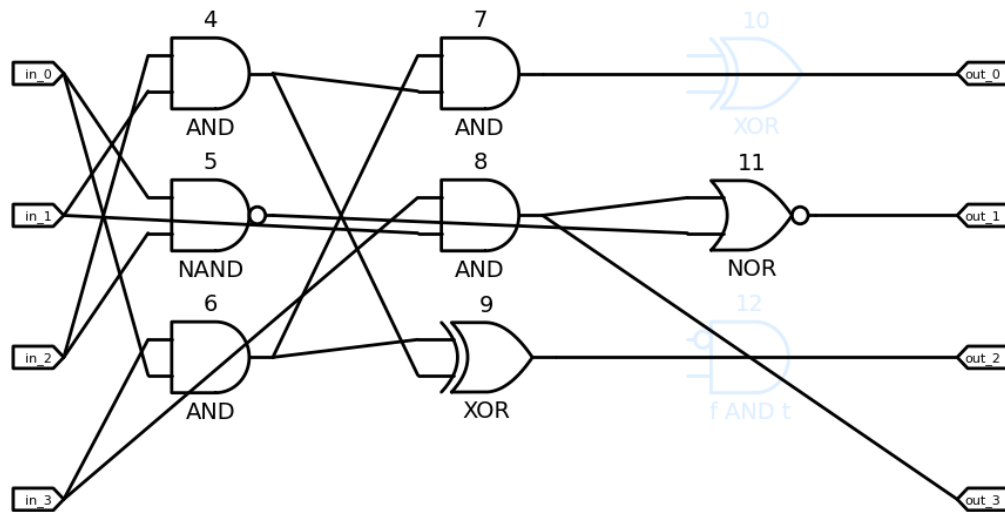 4 7 10
in_0 out_0
AND AND XOR
5 8 11
in_1 out_1
NAND AND NOR
6 9 12
in_2 out_2
AND XOR f AND t
in_3 out_3